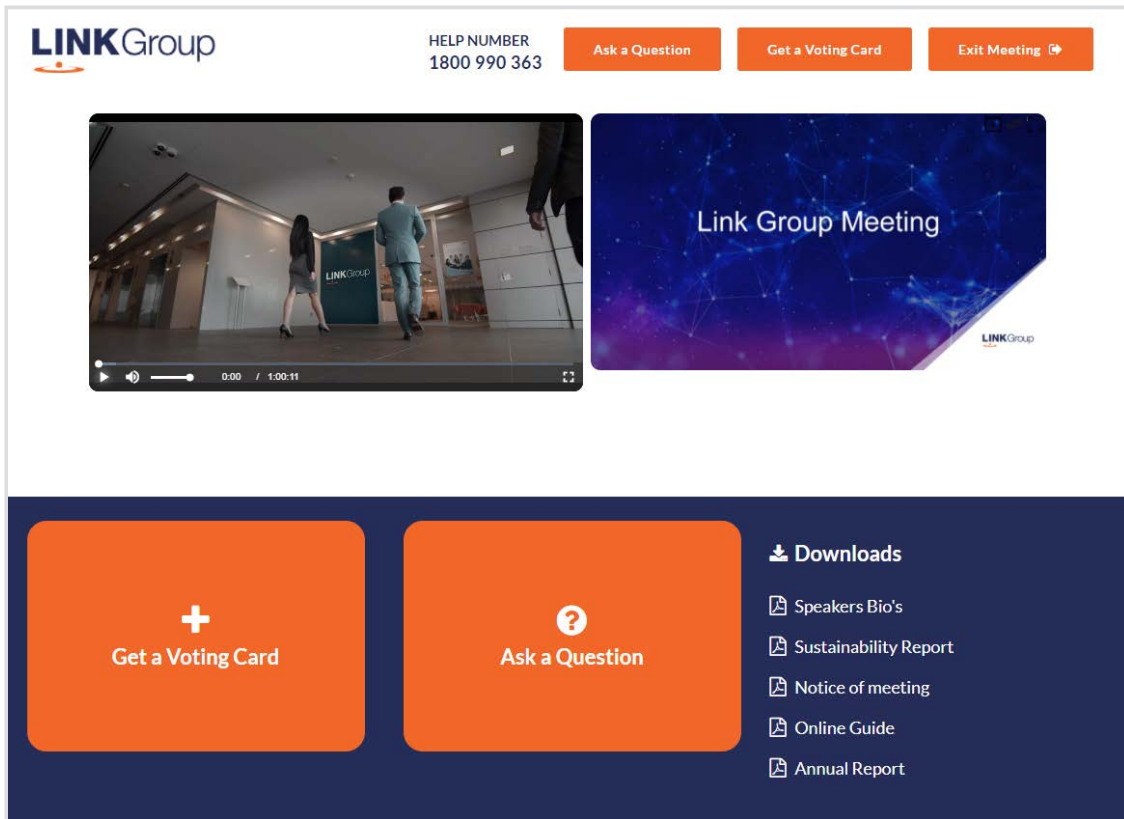 LINKGroup
HELP NUMBER
1800 990 363
Ask a Question
Get a Voting Card
Exit Meeting
LINKGroup
0:00 / 1:00:11
Link Group Meeting
LINKGroup
Get a Voting Card
Ask a Question
Downloads
Speakers Bio's
Sustainability Report
Notice of meeting
Online Guide
Annual Report